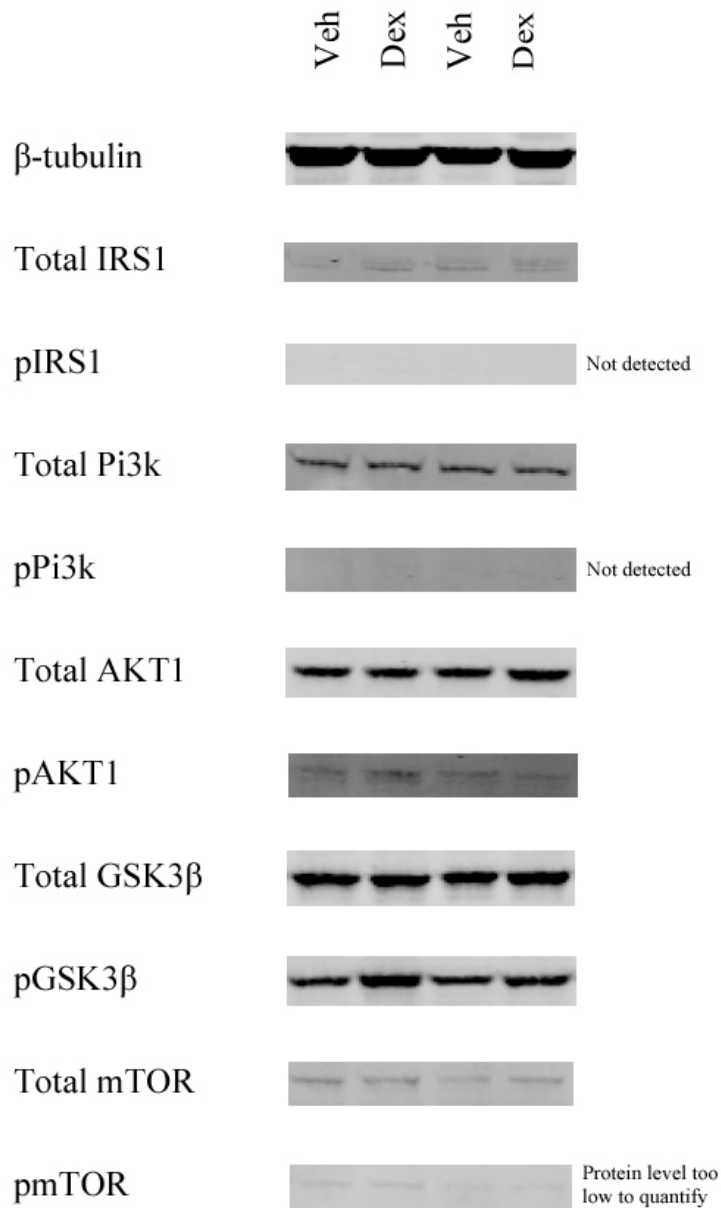 Veh Dex Veh Dex
β-tubulin
Total IRS1
pIRS1 Not detected
Total Pi3k
pPi3k Not detected
Total AKT1
pAKT1
Total GSK3β
pGSK3β
Total mTOR
pmTOR Protein level too
low to quantify